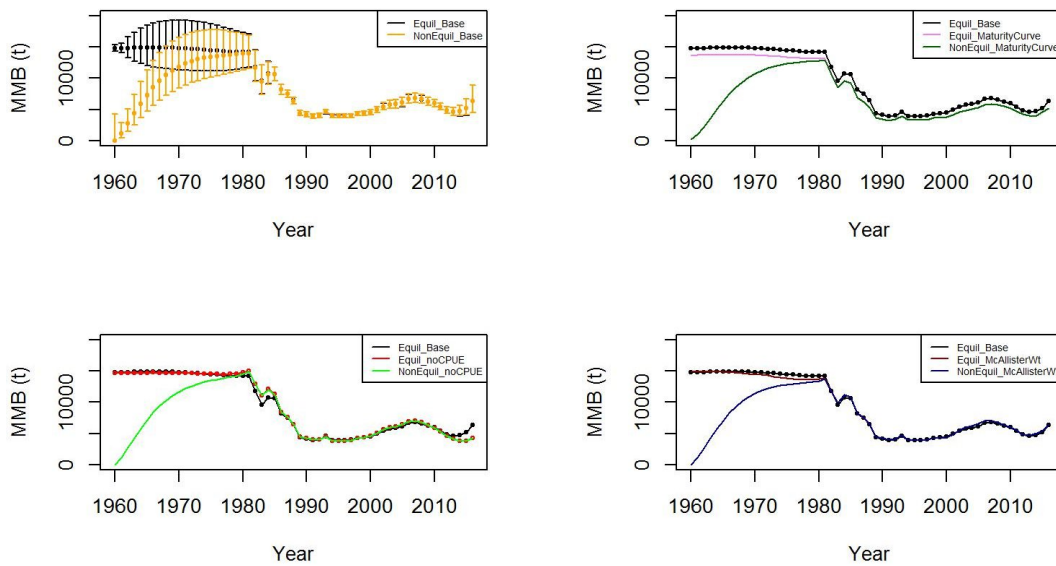 Equil_Base
NonEquil_Base
MMB (t)
10000
0
1960 1970 1980 1990 2000 2010
Year
Equil_Base
Equil_MaturityCurve
NonEquil_MaturityCurve
MMB (t)
10000
0
1960 1970 1980 1990 2000 2010
Year
Equil_Base
Equil_noCPUE
NonEquil_noCPUE
MMB (t)
10000
0
1960 1970 1980 1990 2000 2010
Year
Equil_Base
Equil_McAllisterWt
NonEquil_McAllisterW
MMB (t)
10000
0
1960 1970 1980 1990 2000 2010
Year